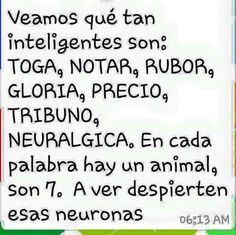 Veamos qué tan
inteligentes son:
TOGA, NOTAR, RUBOR,
GLORIA, PRECIO,
TRIBUNO,
NEURALGICA. En cada
palabra hay un animal,
son 7. A ver despierten
esas neuronas
06:13 AM